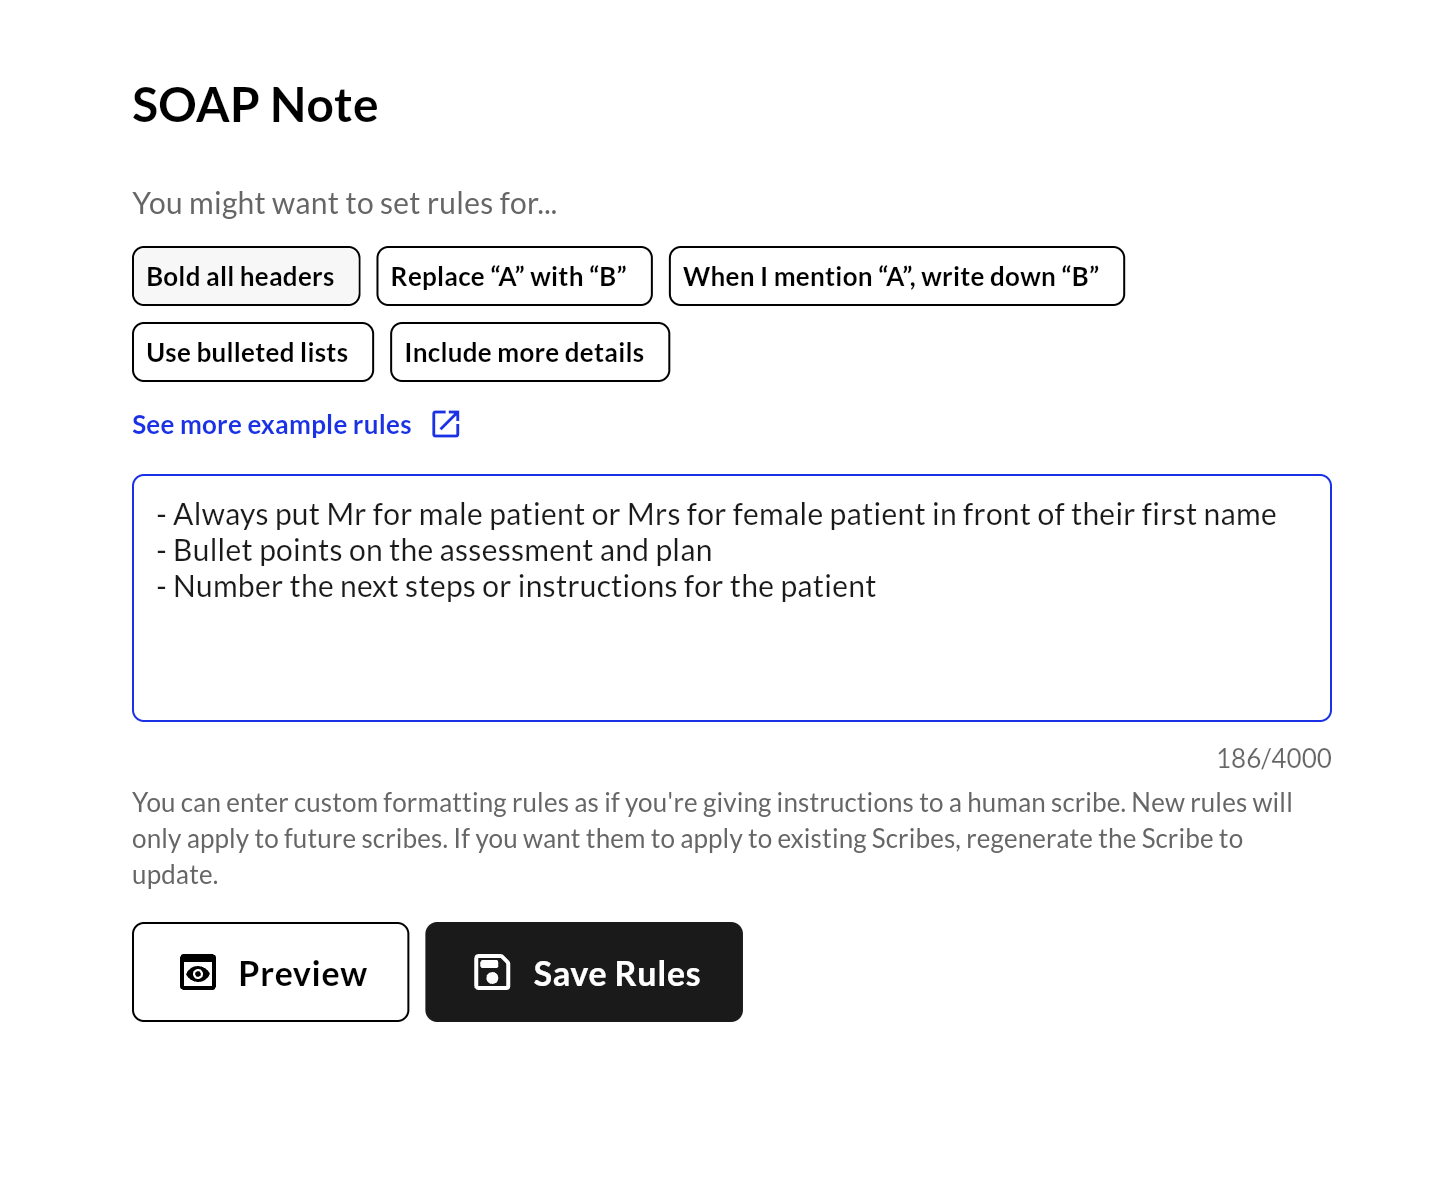 SOAP Note
You might want to set rules for...
Bold all headers
Replace “A” with “B”
When I mention “A”, write down “B”
Use bulleted lists
Include more details
See more example rules
- Always put Mr for male patient or Mrs for female patient in front of their first name
- Bullet points on the assessment and plan
- Number the next steps or instructions for the patient
186/4000
You can enter custom formatting rules as if you're giving instructions to a human scribe. New rules will
only apply to future scribes. If you want them to apply to existing Scribes, regenerate the Scribe to
update.
Preview
Save Rules